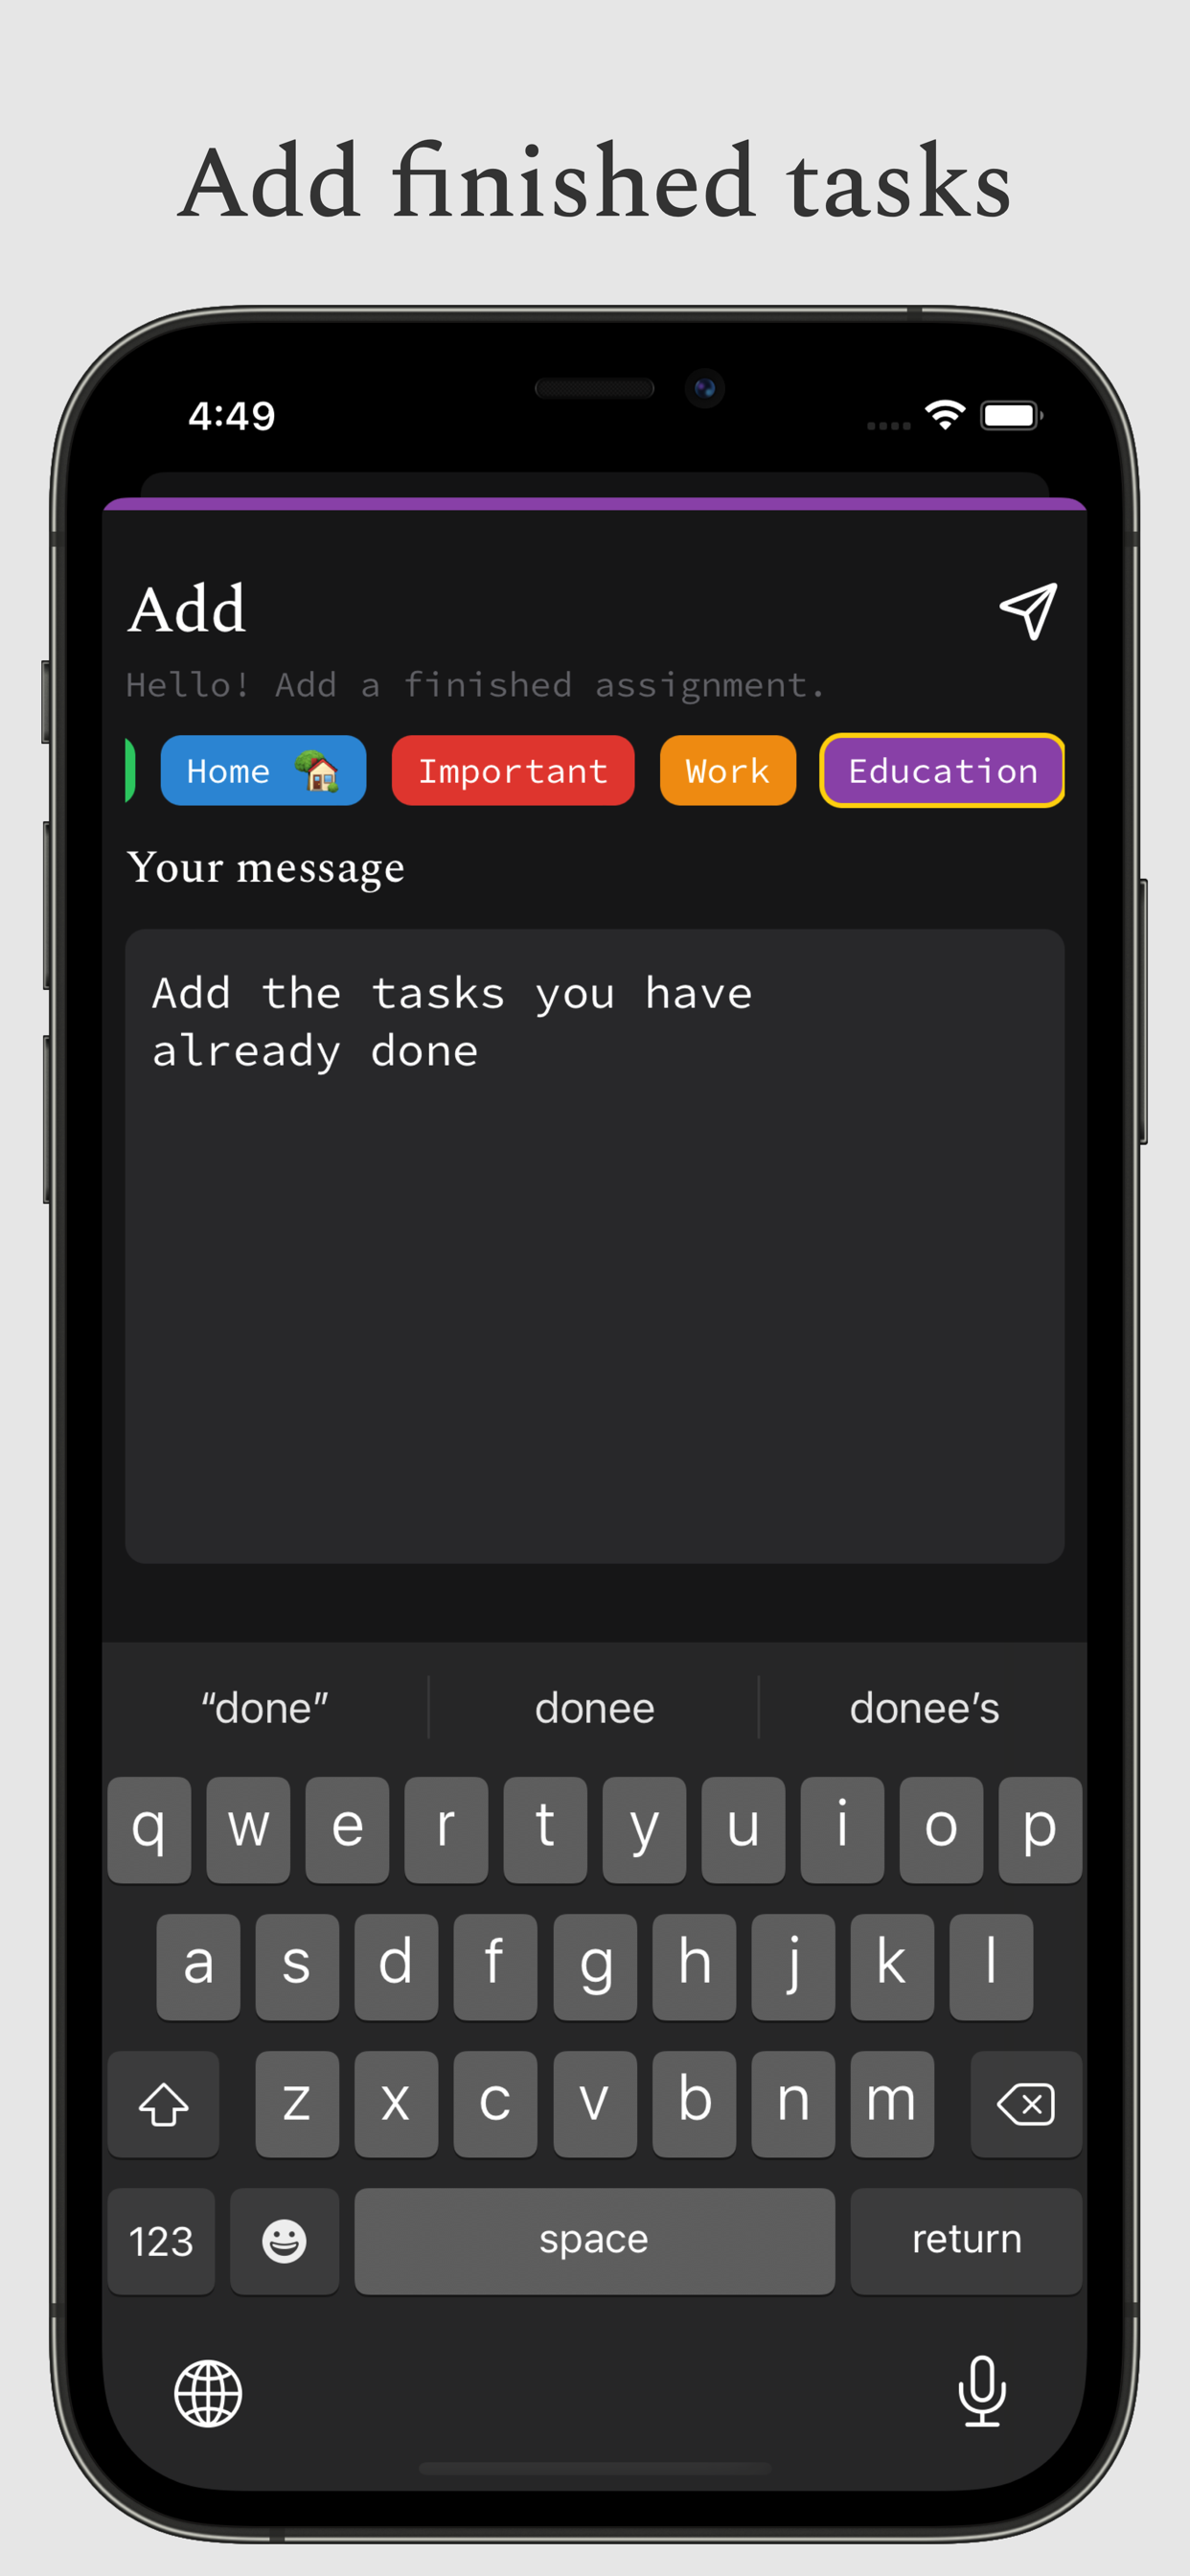 Add finished tasks
4:49
Add
Hello! Add a finished assignment.
Home 🏡 Important Work Education
Your message
Add the tasks you have
already done
“done” donee donee’s
q w e r t y u i o p
a s d f g h j k l
z x c v b n m
123 space return